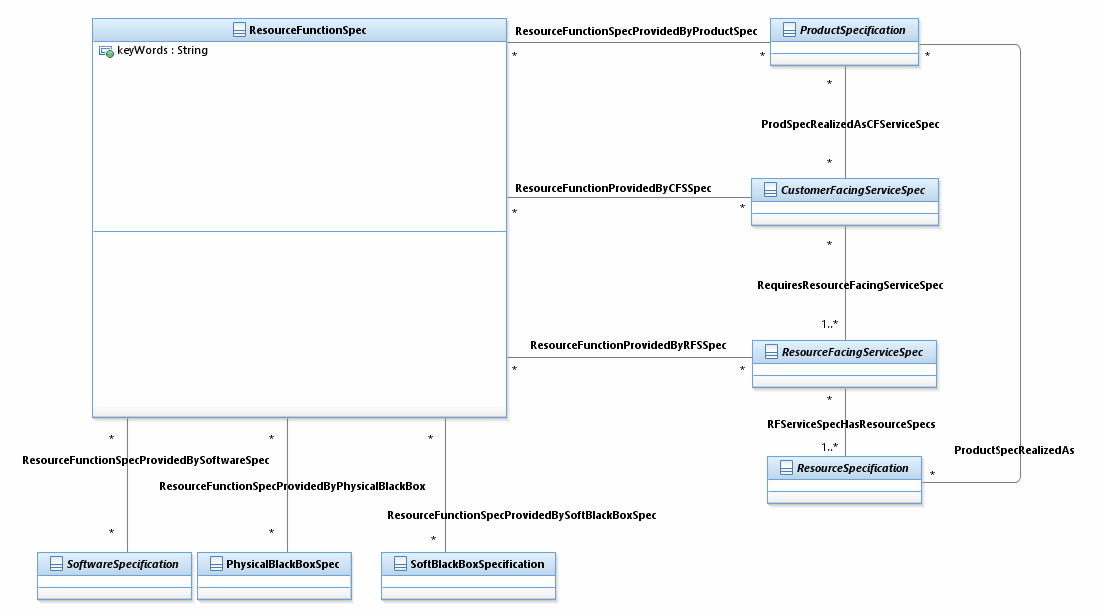 ResourceFunctionSpec
keyWords : String
ResourceFunctionSpecProvidedByProductSpec
*
*
ProductSpecification
*
*
ProdSpecRealizedAsCFServiceSpec
*
ResourceFunctionProvidedByCFSSpec
*
*
CustomerFacingServiceSpec
*
RequiresResourceFacingServiceSpec
1..*
ResourceFunctionProvidedByRFSSpec
*
*
ResourceFacingServiceSpec
*
RFServiceSpecHasResourceSpecs
1..*
ProductSpecRealizedAs
ResourceSpecification
*
*
*
*
ResourceFunctionSpecProvidedBySoftwareSpec
ResourceFunctionSpecProvidedByPhysicalBlackBox
ResourceFunctionSpecProvidedBySoftBlackBoxSpec
*
*
*
SoftwareSpecification
PhysicalBlackBoxSpec
SoftBlackBoxSpecification